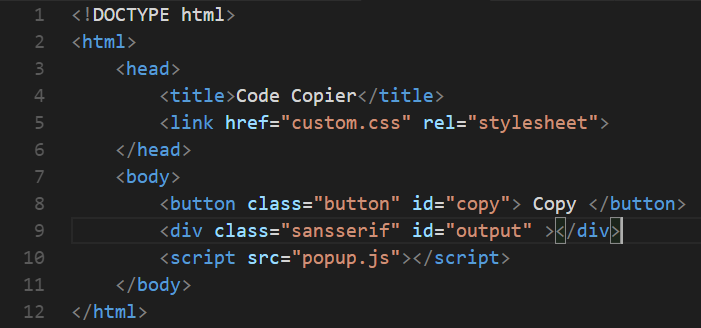 1 <!DOCTYPE html>
2 <html>
3     <head>
4         <title>Code Copier</title>
5         <link href="custom.css" rel="stylesheet">
6     </head>
7     <body>
8         <button class="button" id="copy"> Copy </button>
9         <div class="sansserif" id="output" ></div>
10         <script src="popup.js"></script>
11     </body>
12 </html>